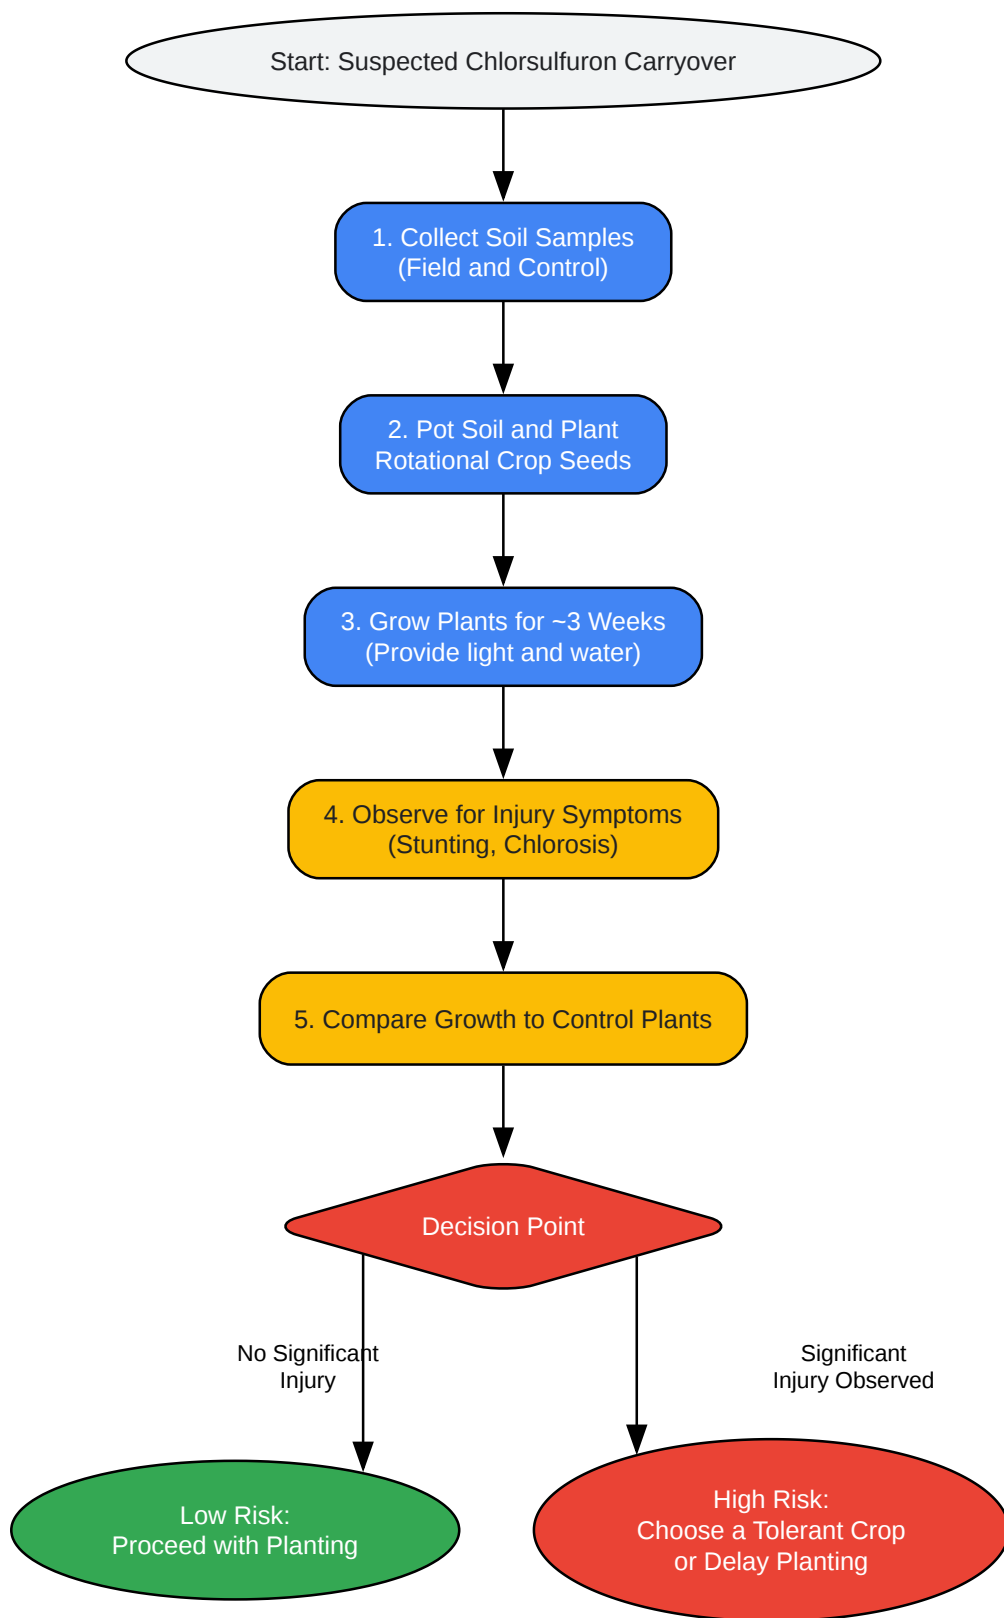 Start: Suspected Chlorsulfuron Carryover
1. Collect Soil Samples
(Field and Control)
2. Pot Soil and Plant
Rotational Crop Seeds
3. Grow Plants for ~3 Weeks
(Provide light and water)
4. Observe for Injury Symptoms
(Stunting, Chlorosis)
5. Compare Growth to Control Plants
Decision Point
No Significant
Injury
Significant
Injury Observed
Low Risk:
Proceed with Planting
High Risk:
Choose a Tolerant Crop
or Delay Planting